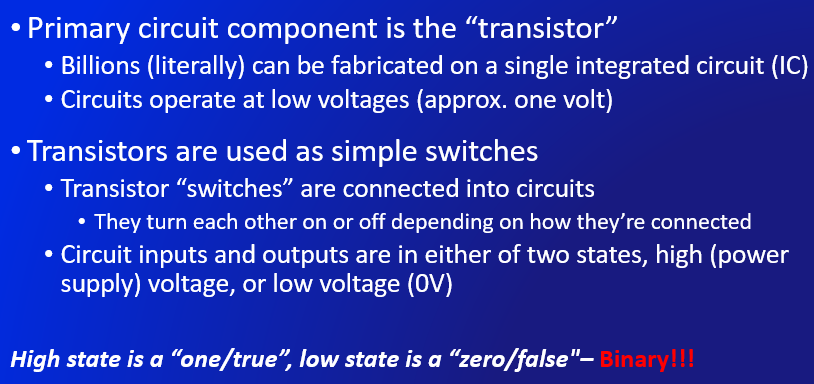 • Primary circuit component is the “transistor”
• Billions (literally) can be fabricated on a single integrated circuit (IC)
• Circuits operate at low voltages (approx. one volt)
• Transistors are used as simple switches
• Transistor “switches” are connected into circuits
• They turn each other on or off depending on how they’re connected
• Circuit inputs and outputs are in either of two states, high (power
supply) voltage, or low voltage (0V)
High state is a “one/true”, low state is a “zero/false"– Binary!!!